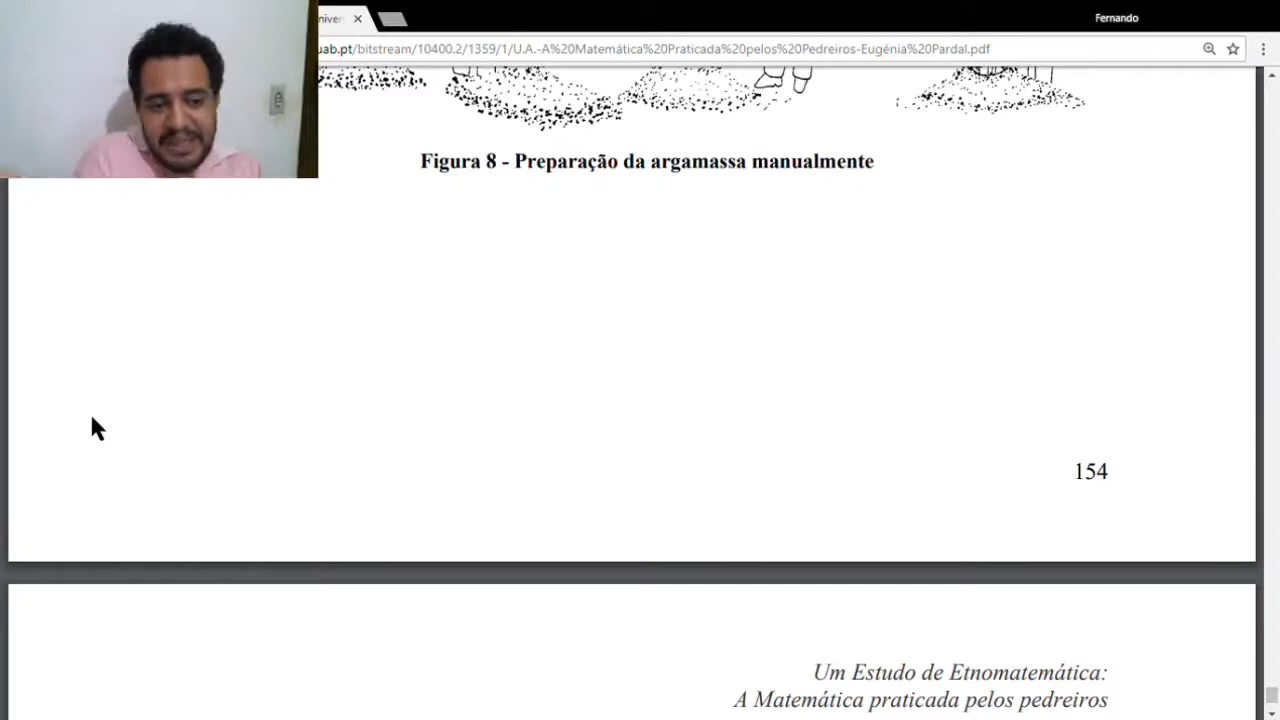 niver
Fernando
uab.pt/bitstream/10400.2/1359/1/U.A.-A%20Matemática%20Praticada%20pelos%20Pedreiros-Eugénia%20Pardal.pdf
Figura 8 - Preparação da argamassa manualmente
154
Um Estudo de Etnomatemática:
A Matemática praticada pelos pedreiros